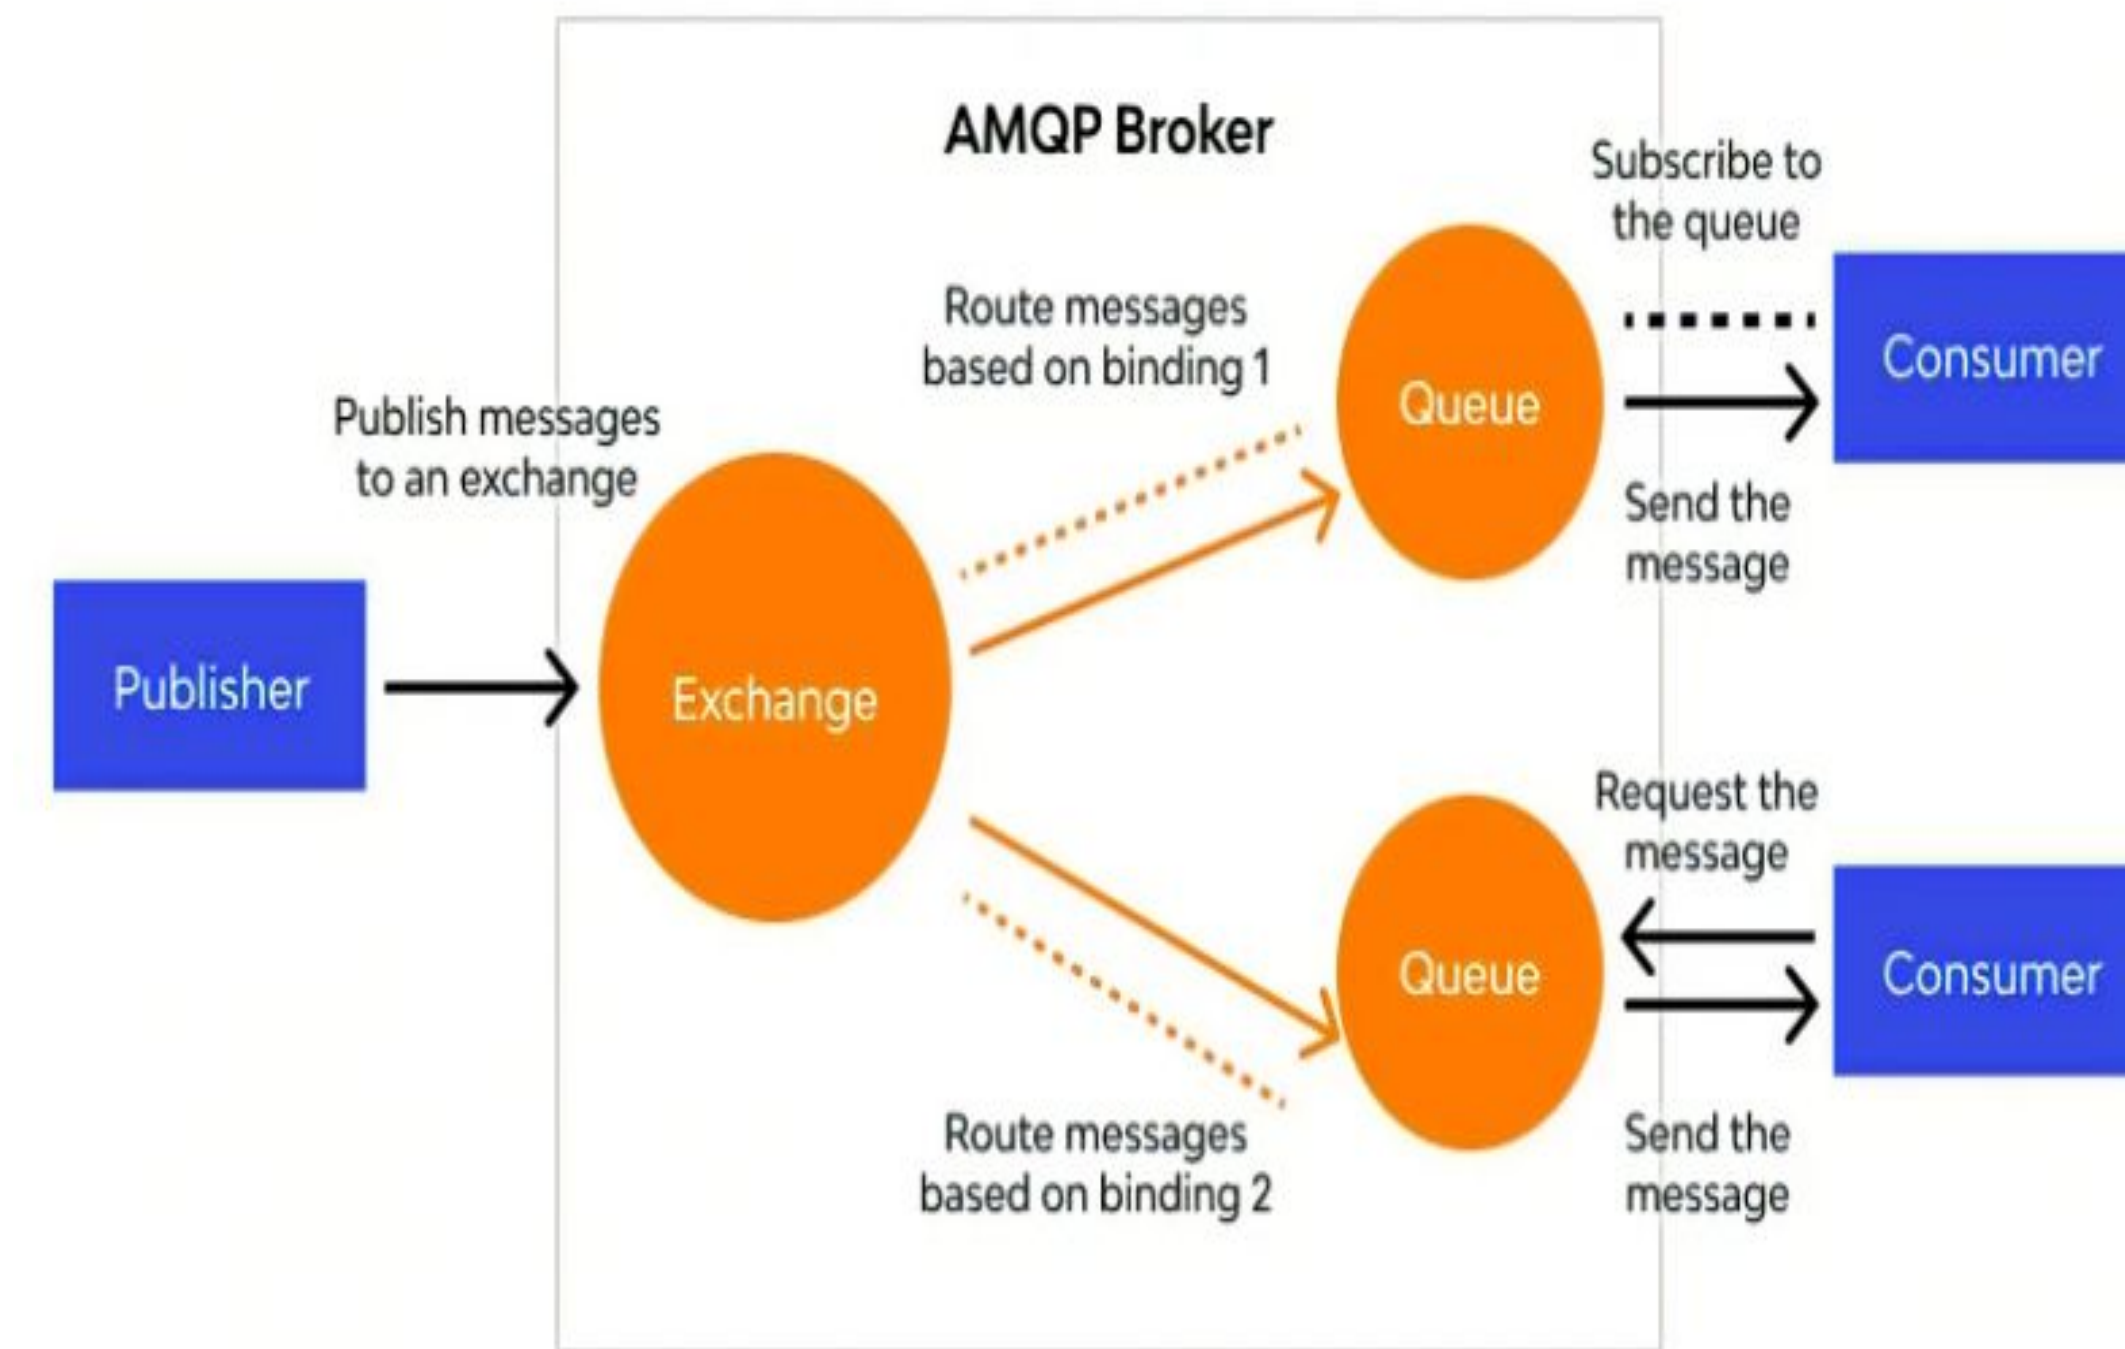 AMQP Broker
Subscribe to
the queue
Route messages
based on binding 1
Queue
Consumer
Publish messages
to an exchange
Send the
message
Publisher
Exchange
Request the
message
Queue
Consumer
Route messages
based on binding 2
Send the
message